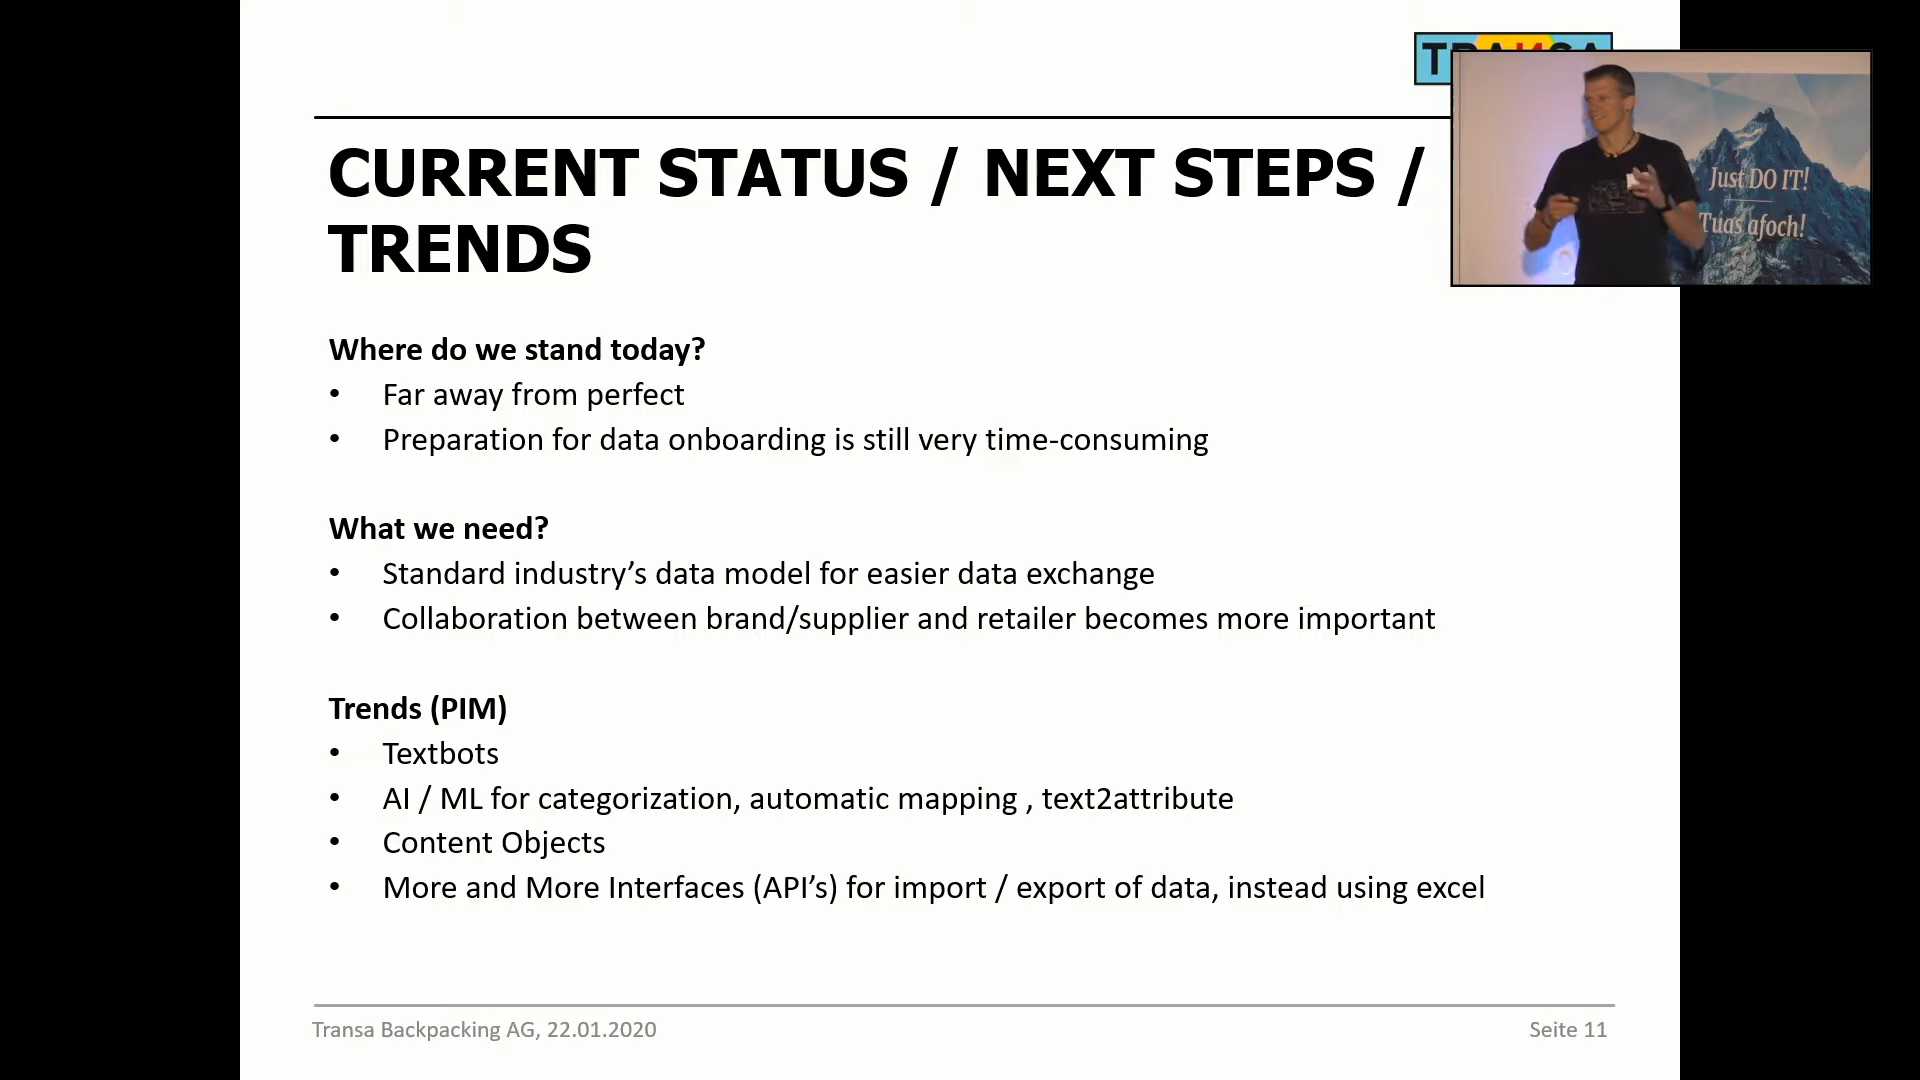 CURRENT STATUS / NEXT STEPS /
TRENDS
Just DO IT!
Tuas afoch!
Where do we stand today?
• Far away from perfect
• Preparation for data onboarding is still very time-consuming
What we need?
• Standard industry’s data model for easier data exchange
• Collaboration between brand/supplier and retailer becomes more important
Trends (PIM)
• Textbots
• AI / ML for categorization, automatic mapping , text2attribute
• Content Objects
• More and More Interfaces (API’s) for import / export of data, instead using excel
Transa Backpacking AG, 22.01.2020
Seite 11